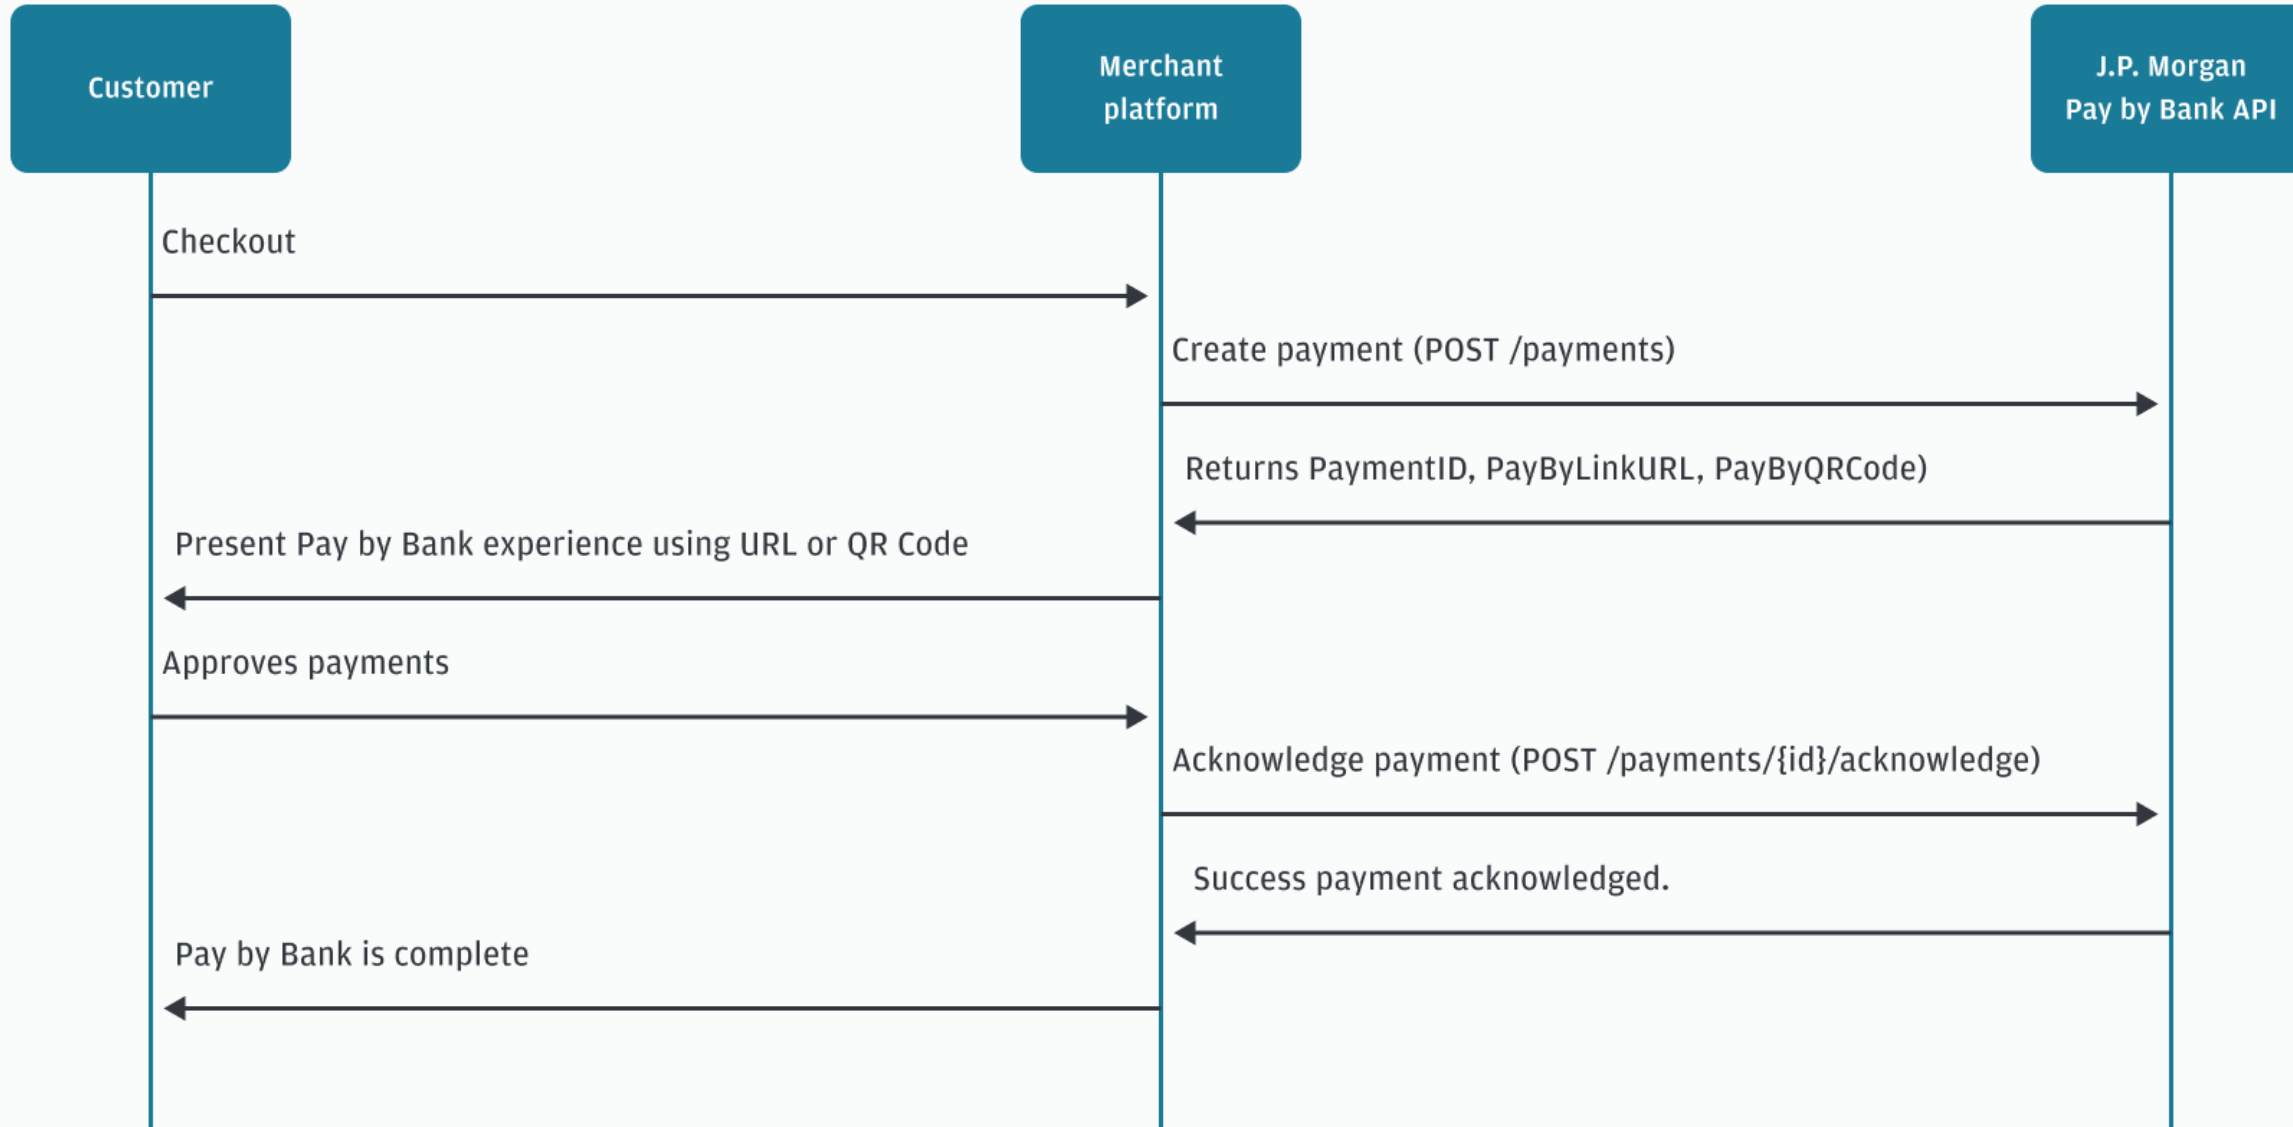 Customer
Merchant
platform
J.P. Morgan
Pay by Bank API
Checkout
Create payment (POST /payments)
Returns PaymentID, PayByLinkURL, PayByQRCode)
Present Pay by Bank experience using URL or QR Code
Approves payments
Acknowledge payment (POST /payments/{id}/acknowledge)
Success payment acknowledged.
Pay by Bank is complete